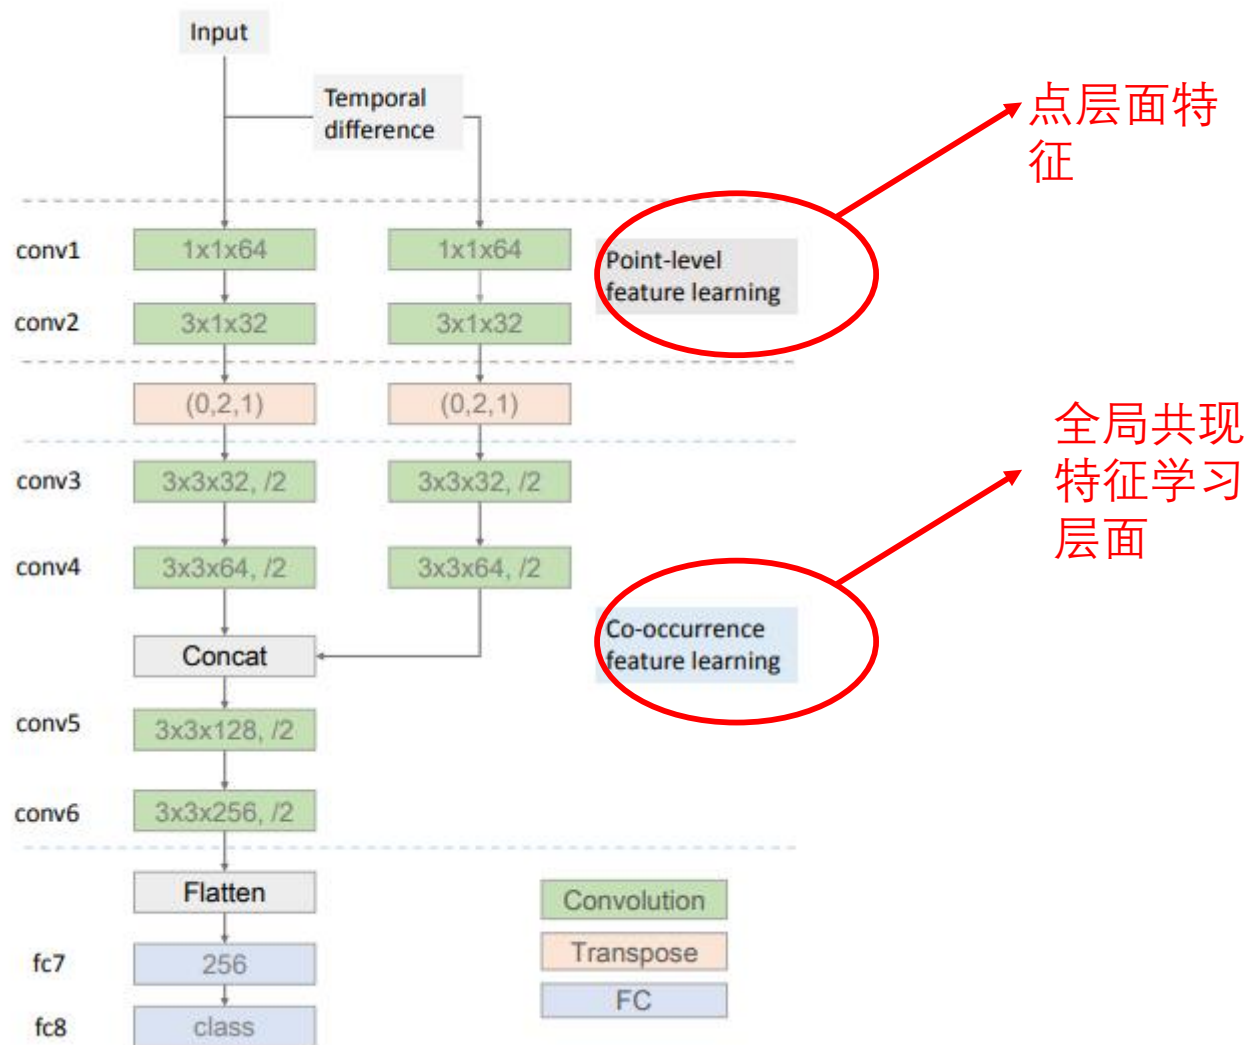 Input
Temporal
difference
点层面特
征
conv1
1x1x64
1x1x64
Point-level
feature learning
conv2
3x1x32
3x1x32
(0,2,1)
(0,2,1)
全局共现
特征学习
层面
conv3
3x3x32, /2
3x3x32, /2
conv4
3x3x64, /2
3x3x64, /2
Co-occurrence
feature learning
Concat
conv5
3x3x128, /2
conv6
3x3x256, /2
Flatten
Convolution
fc7
256
Transpose
FC
fc8
class